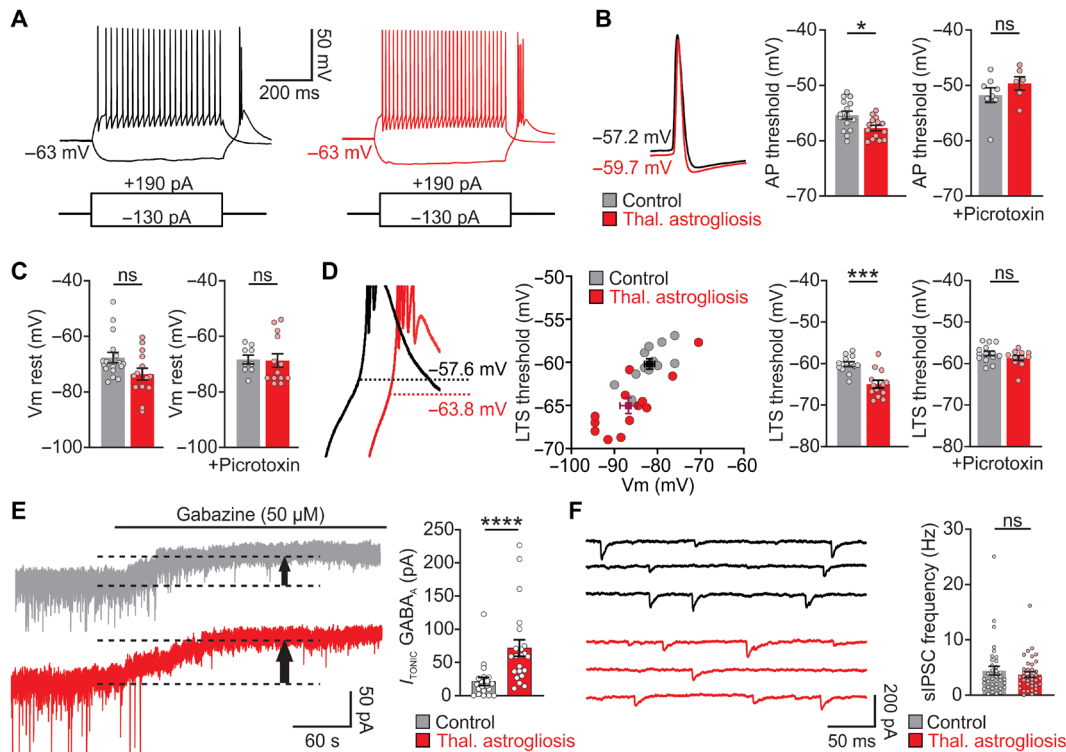 A
50 mV
200 ms
−63 mV
−63 mV
+190 pA
−130 pA
+190 pA
−130 pA
B
−57.2 mV
−59.7 mV
Control
Thal. astrogliosis
AP threshold (mV)
−40
−50
−60
−70
*
AP threshold (mV)
−40
−50
−60
−70
ns
+Picrotoxin
C
Vm rest (mV)
−40
−60
−80
−100
ns
Vm rest (mV)
−40
−60
−80
−100
ns
+Picrotoxin
D
−57.6 mV
−63.8 mV
LTS threshold (mV)
−50
−55
−60
−65
−70
Control
Thal. astrogliosis
−100 −90 −80 −70 −60
Vm (mV)
LTS threshold (mV)
−40
−50
−60
−70
−80
***
LTS threshold (mV)
−40
−50
−60
−70
−80
ns
+Picrotoxin
E
Gabazine (50 µM)
50 pA
60 s
ITONIC GABAA (pA)
250
200
150
100
50
0
****
Control
Thal. astrogliosis
F
200 pA
50 ms
sIPSC frequency (Hz)
30
20
10
0
ns
Control
Thal. astrogliosis